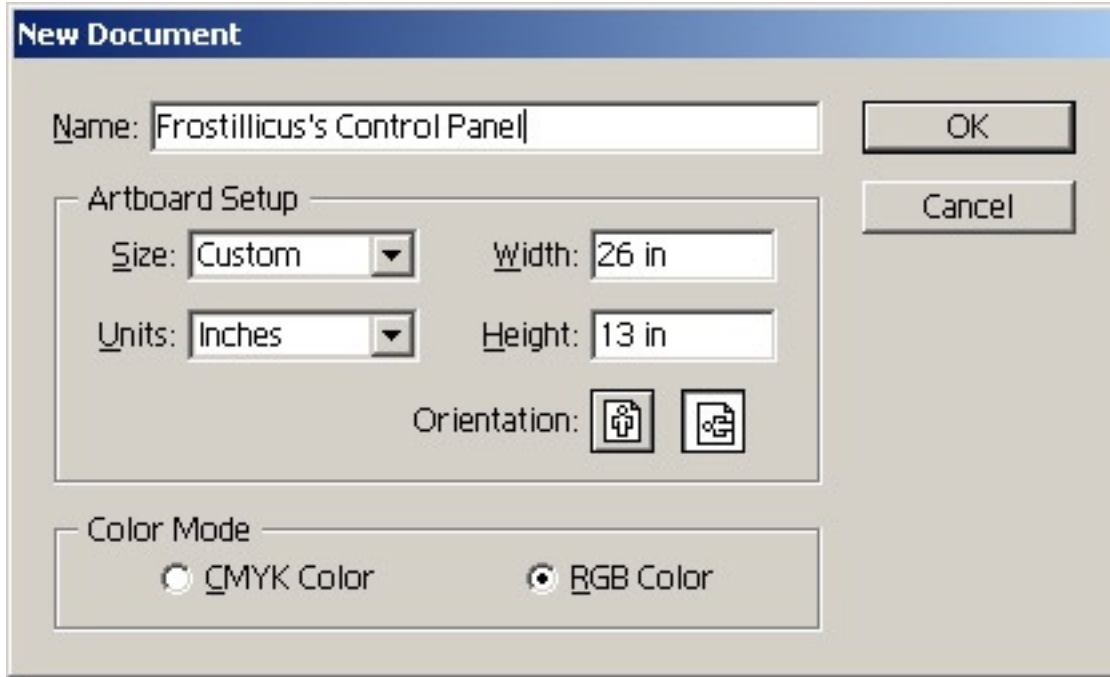 New Document
Name: Frostillicus's Control Panel
OK
Cancel
Artboard Setup
Size: Custom
Width: 26 in
Units: Inches
Height: 13 in
Orientation:
Color Mode
CMYK Color
RGB Color